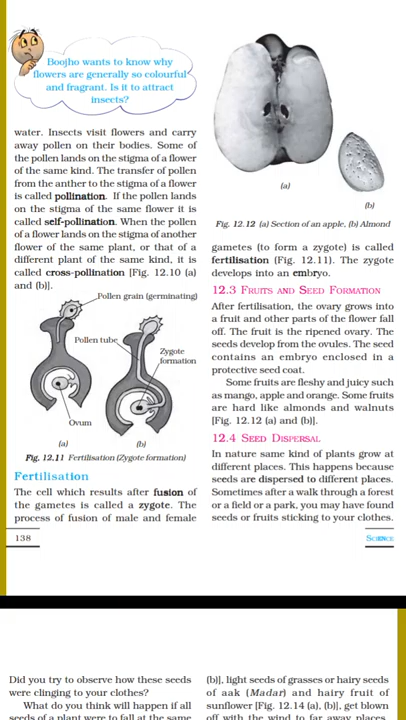 Boojho wants to know why
flowers are generally so colourful
and fragrant. Is it to attract
insects?
water. Insects visit flowers and carry
away pollen on their bodies. Some of
the pollen lands on the stigma of a flower
of the same kind. The transfer of pollen
from the anther to the stigma of a flower
is called pollination. If the pollen lands
on the stigma of the same flower it is
called self-pollination. When the pollen
of a flower lands on the stigma of another
flower of the same plant, or that of a
different plant of the same kind, it is
called cross-pollination [Fig. 12.10 (a)
and (b)].
Pollen grain (germinating)
Pollen tube
Zygote
formation
Ovum
(a)
(b)
Fig. 12.11 Fertilisation (Zygote formation)
Fertilisation
The cell which results after fusion of
the gametes is called a zygote. The
process of fusion of male and female
(a)
(b)
Fig. 12.12 (a) Section of an apple, (b) Almond
gametes (to form a zygote) is called
fertilisation (Fig. 12.11). The zygote
develops into an embryo.
12.3 FRUITS AND SEED FORMATION
After fertilisation, the ovary grows into
a fruit and other parts of the flower fall
off. The fruit is the ripened ovary. The
seeds develop from the ovules. The seed
contains an embryo enclosed in a
protective seed coat.
Some fruits are fleshy and juicy such
as mango, apple and orange. Some fruits
are hard like almonds and walnuts
[Fig. 12.12 (a) and (b)].
12.4 SEED DISPERSAL
In nature same kind of plants grow at
different places. This happens because
seeds are dispersed to different places.
Sometimes after a walk through a forest
or a field or a park, you may have found
seeds or fruits sticking to your clothes.
138
SCIENCE
Did you try to observe how these seeds
were clinging to your clothes?
What do you think will happen if all
seeds of a plant were to fall at the same
(b)], light seeds of grasses or hairy seeds
of aak (Madar) and hairy fruit of
sunflower [Fig. 12.14 (a), (b)], get blown
off with the wind to far away places.